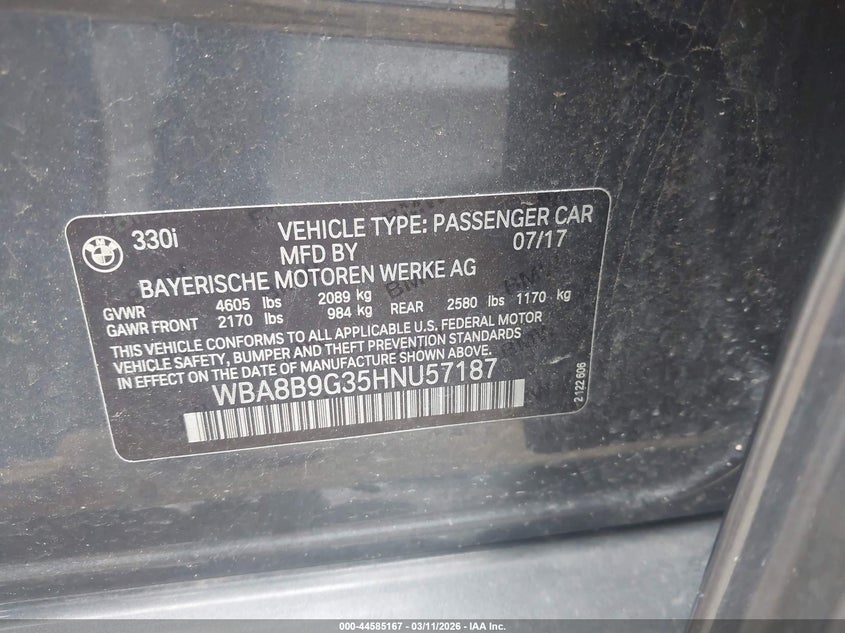 BMW
330i
VEHICLE TYPE: PASSENGER CAR
MFD BY 07/17
BAYERISCHE MOTOREN WERKE AG
GVWR 4605 lbs 2089 kg
GAWR FRONT 2170 lbs 984 kg REAR 2580 lbs 1170 kg
THIS VEHICLE CONFORMS TO ALL APPLICABLE U.S. FEDERAL MOTOR
VEHICLE SAFETY, BUMPER AND THEFT PREVENTION STANDARDS
IN EFFECT ON THE DATE OF MANUFACTURE SHOWN ABOVE.
WBA8B9G35HNU57187
2 122 606
000-44585167 - 03/11/2026 - IAA Inc.